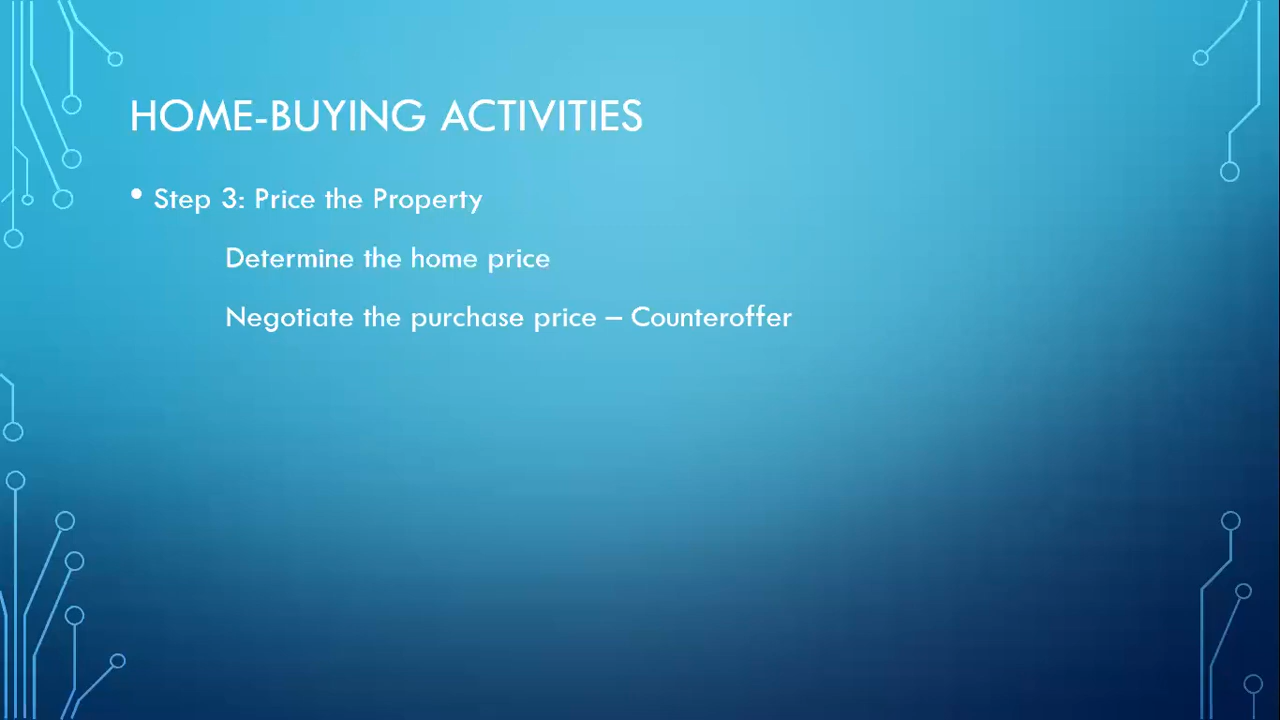 HOME-BUYING ACTIVITIES
• Step 3: Price the Property
Determine the home price
Negotiate the purchase price – Counteroffer